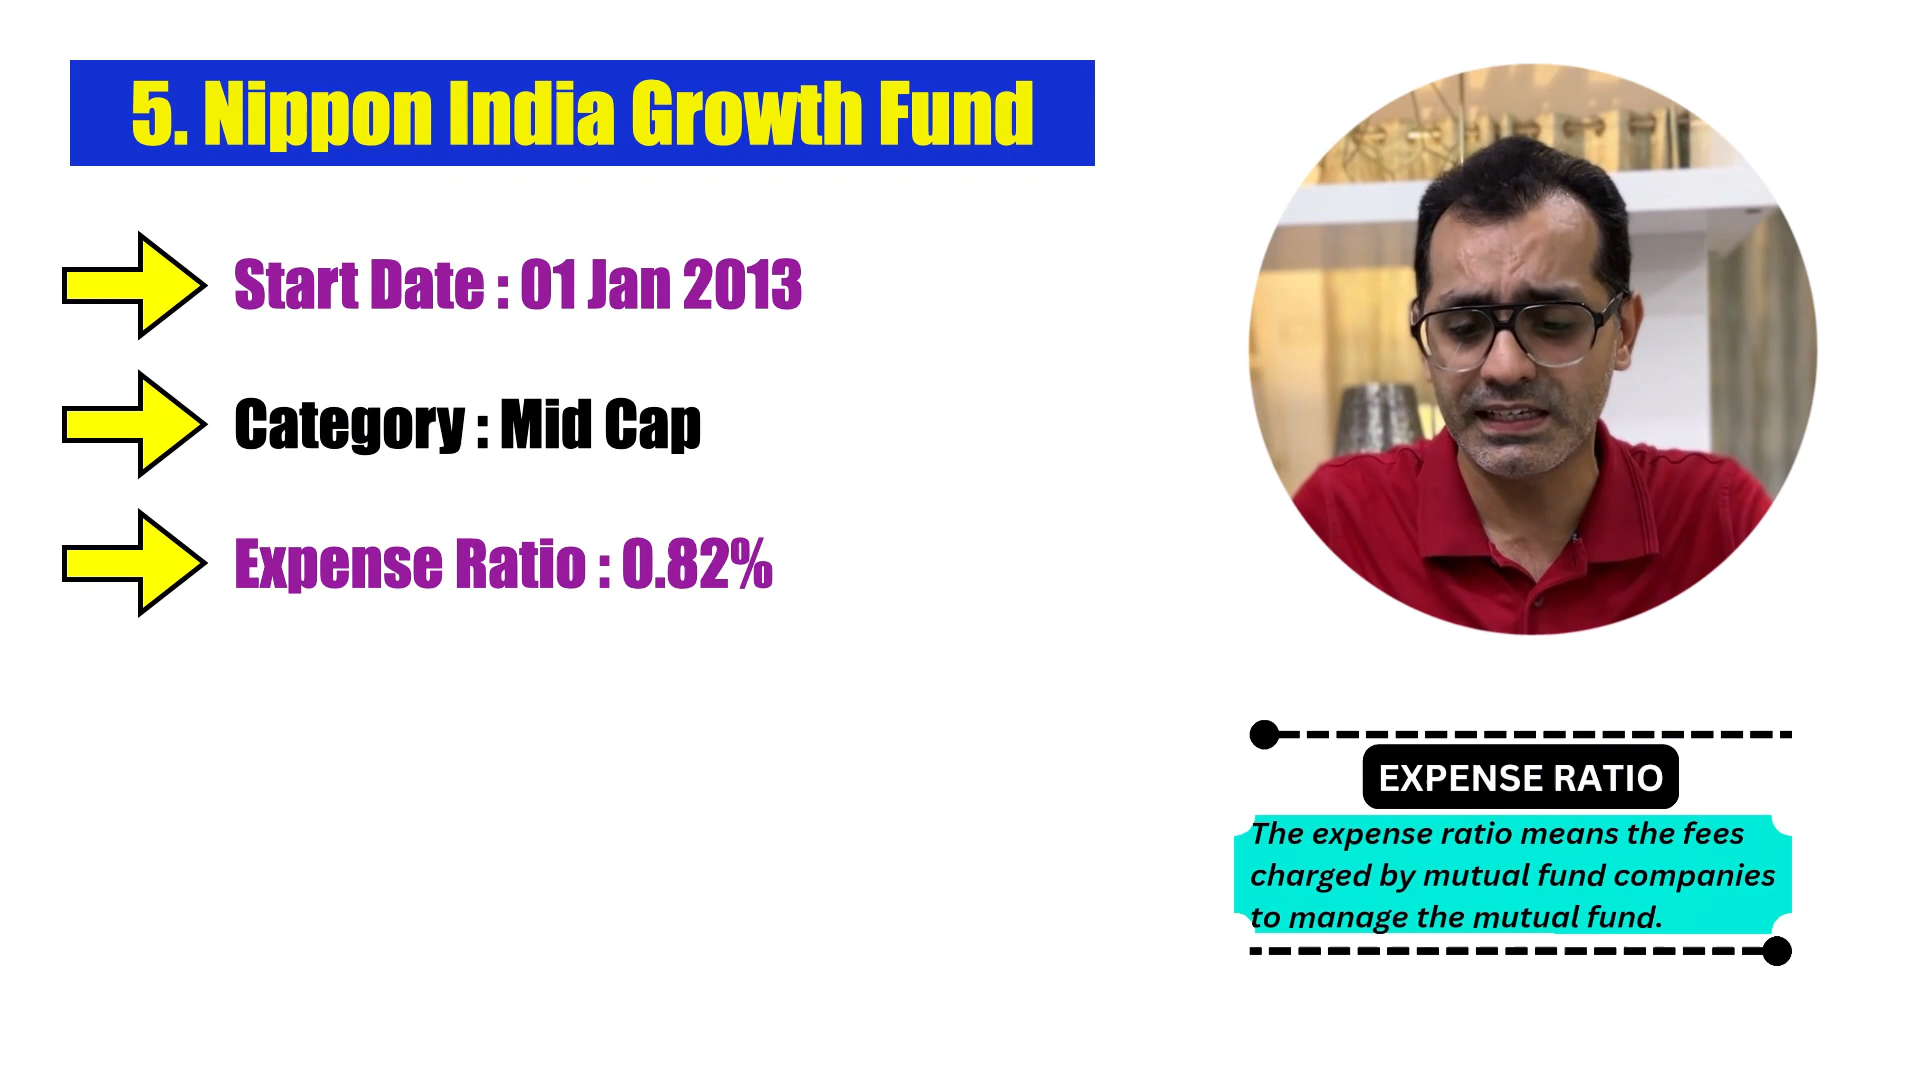 5. Nippon India Growth Fund
Start Date : 01 Jan 2013
Category : Mid Cap
Expense Ratio : 0.82%
EXPENSE RATIO
The expense ratio means the fees
charged by mutual fund companies
to manage the mutual fund.